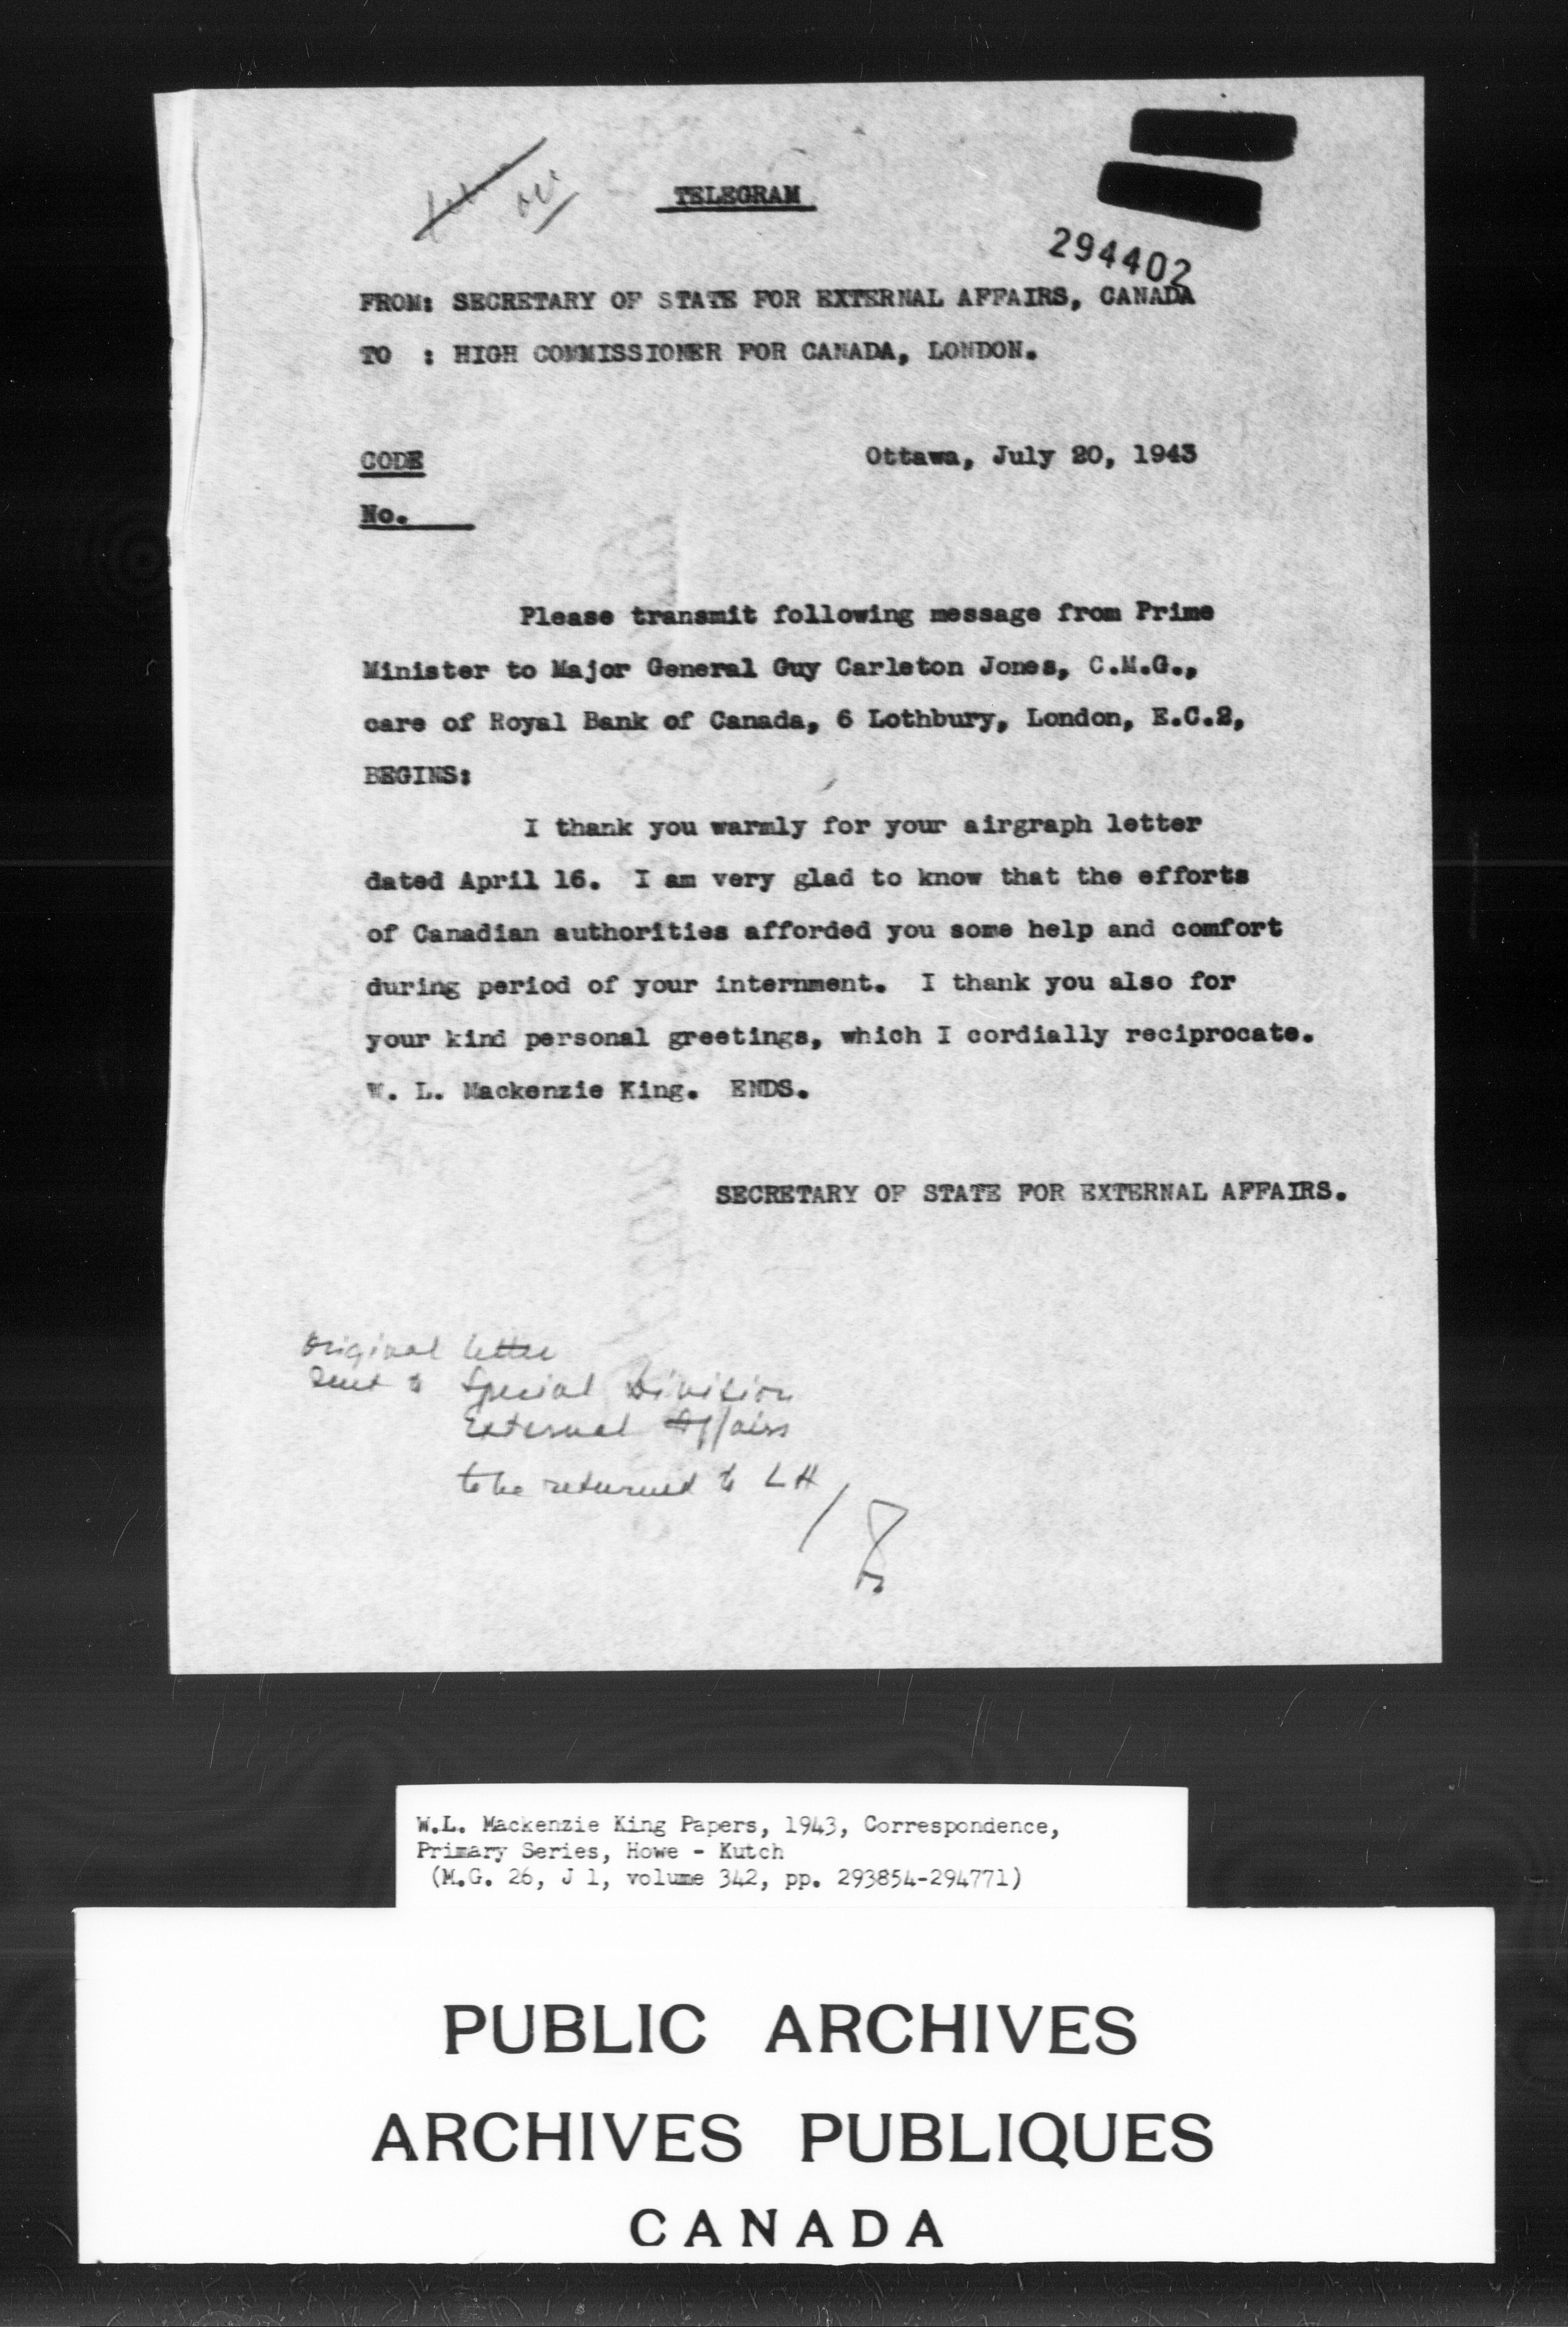 TELEGRAM
294402
FROM: SECRETARY OF STATE FOR EXTERNAL AFFAIRS, CANADA
TO : HIGH COMMISSIONER FOR CANADA, LONDON.
CODE
Ottawa, July 20, 1943
No.
Please transmit following message from Prime
Minister to Major General Guy Carleton Jones, C.M.G.,
care of Royal Bank of Canada, 6 Lothbury, London, E.C.2,
BEGINS:
I thank you warmly for your airgraph letter
dated April 16. I am very glad to know that the efforts
of Canadian authorities afforded you some help and comfort
during period of your internment. I thank you also for
your kind personal greetings, which I cordially reciprocate.
W. L. Mackenzie King. ENDS.
SECRETARY OF STATE FOR EXTERNAL AFFAIRS.
Original letter
Sent to Special Division
External Affairs
to be returned to LH
W.L. Mackenzie King Papers, 1943, Correspondence,
Primary Series, Howe - Kutch
(M.G. 26, J 1, volume 342, pp. 293854-294771)
PUBLIC ARCHIVES
ARCHIVES PUBLIQUES
CANADA